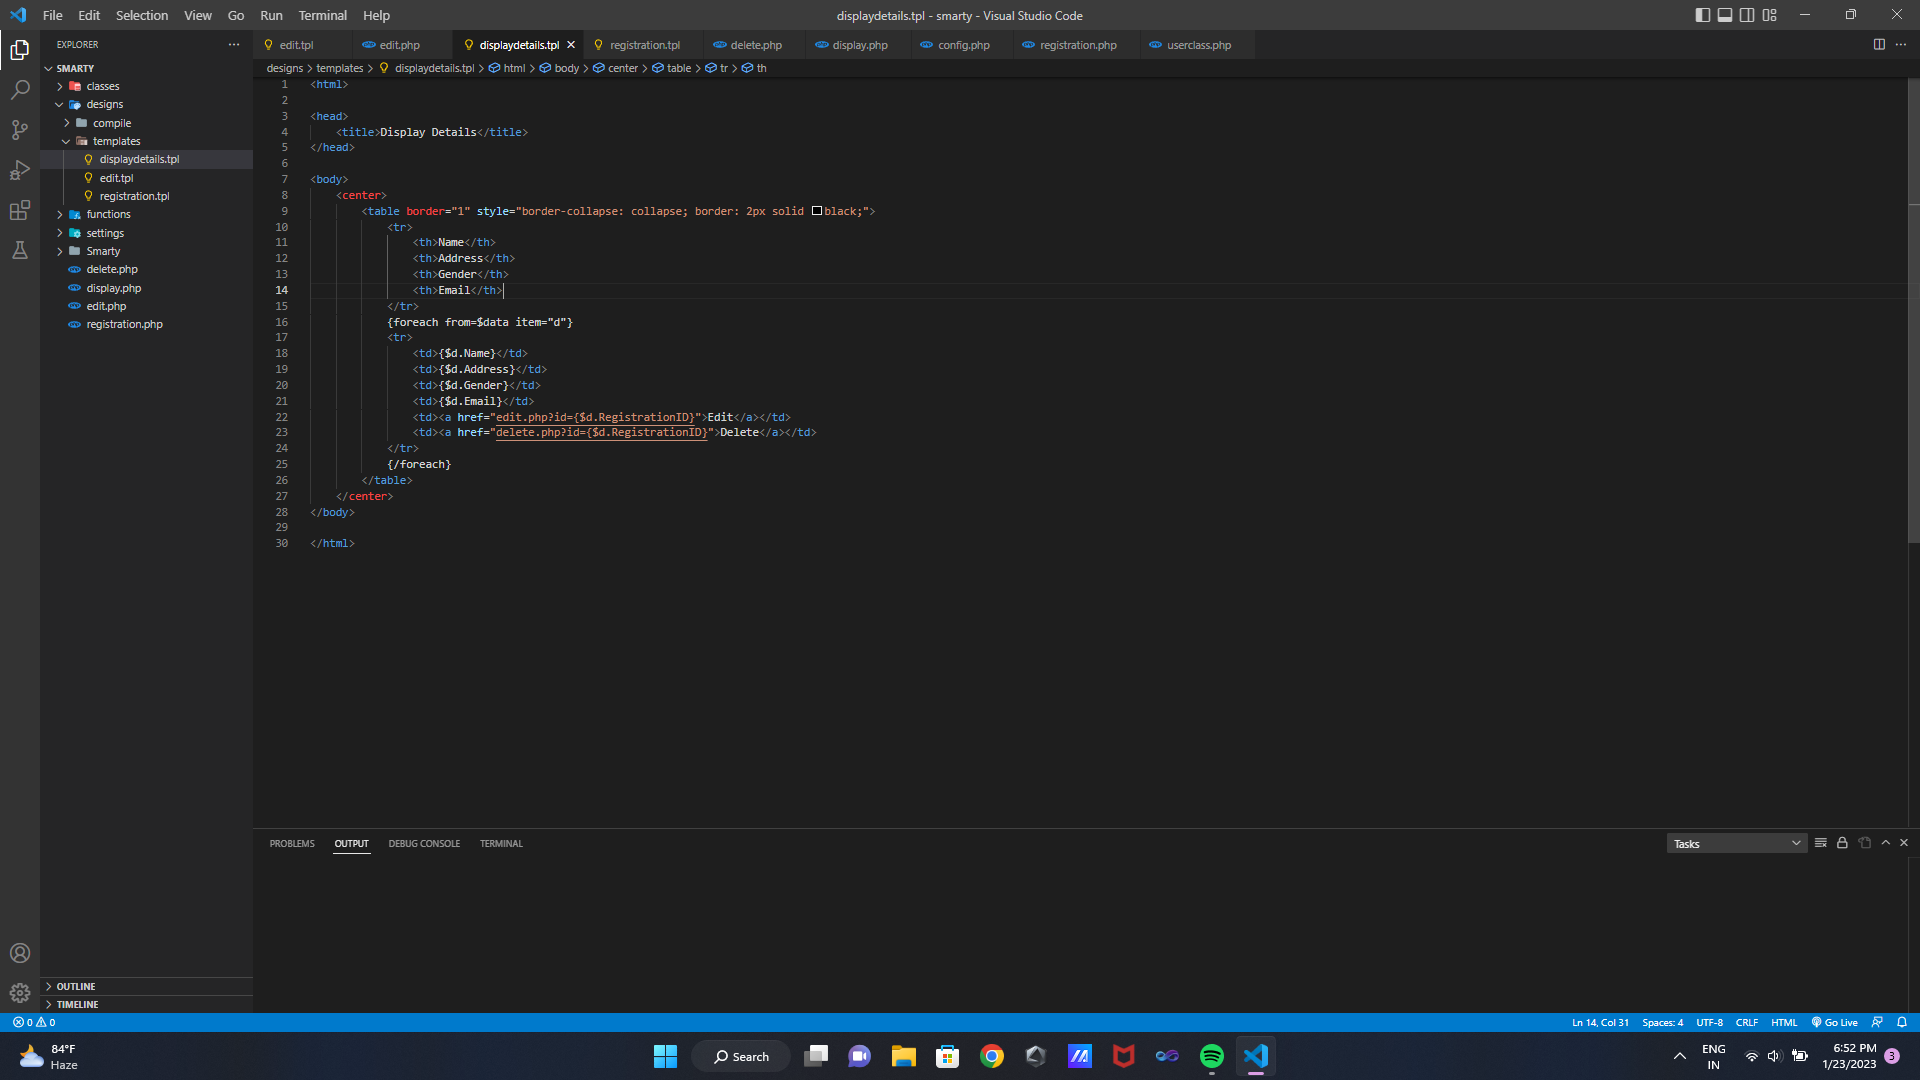 File Edit Selection View Go Run Terminal Help
displaydetails.tpl - smarty - Visual Studio Code
EXPLORER
edit.tpl edit.php displaydetails.tpl registration.tpl delete.php display.php config.php registration.php userclass.php
SMARTY
classes
designs
compile
templates
displaydetails.tpl
edit.tpl
registration.tpl
functions
settings
Smarty
delete.php
display.php
edit.php
registration.php
OUTLINE
TIMELINE
designs > templates > displaydetails.tpl > html > body > center > table > tr > th
1 <html>
2
3 <head>
4 <title>Display Details</title>
5 </head>
6
7 <body>
8 <center>
9 <table border="1" style="border-collapse: collapse; border: 2px solid black;">
10 <tr>
11 <th>Name</th>
12 <th>Address</th>
13 <th>Gender</th>
14 <th>Email</th>
15 </tr>
16 {foreach from=$data item="d"}
17 <tr>
18 <td>{$d.Name}</td>
19 <td>{$d.Address}</td>
20 <td>{$d.Gender}</td>
21 <td>{$d.Email}</td>
22 <td><a href="edit.php?id={$d.RegistrationID}">Edit</a></td>
23 <td><a href="delete.php?id={$d.RegistrationID}">Delete</a></td>
24 </tr>
25 {/foreach}
26 </table>
27 </center>
28 </body>
29
30 </html>
PROBLEMS OUTPUT DEBUG CONSOLE TERMINAL
Tasks
0 0
Ln 14, Col 31 Spaces: 4 UTF-8 CRLF HTML Go Live
84°F
Haze
Search
ENG
IN
6:52 PM
1/23/2023
3